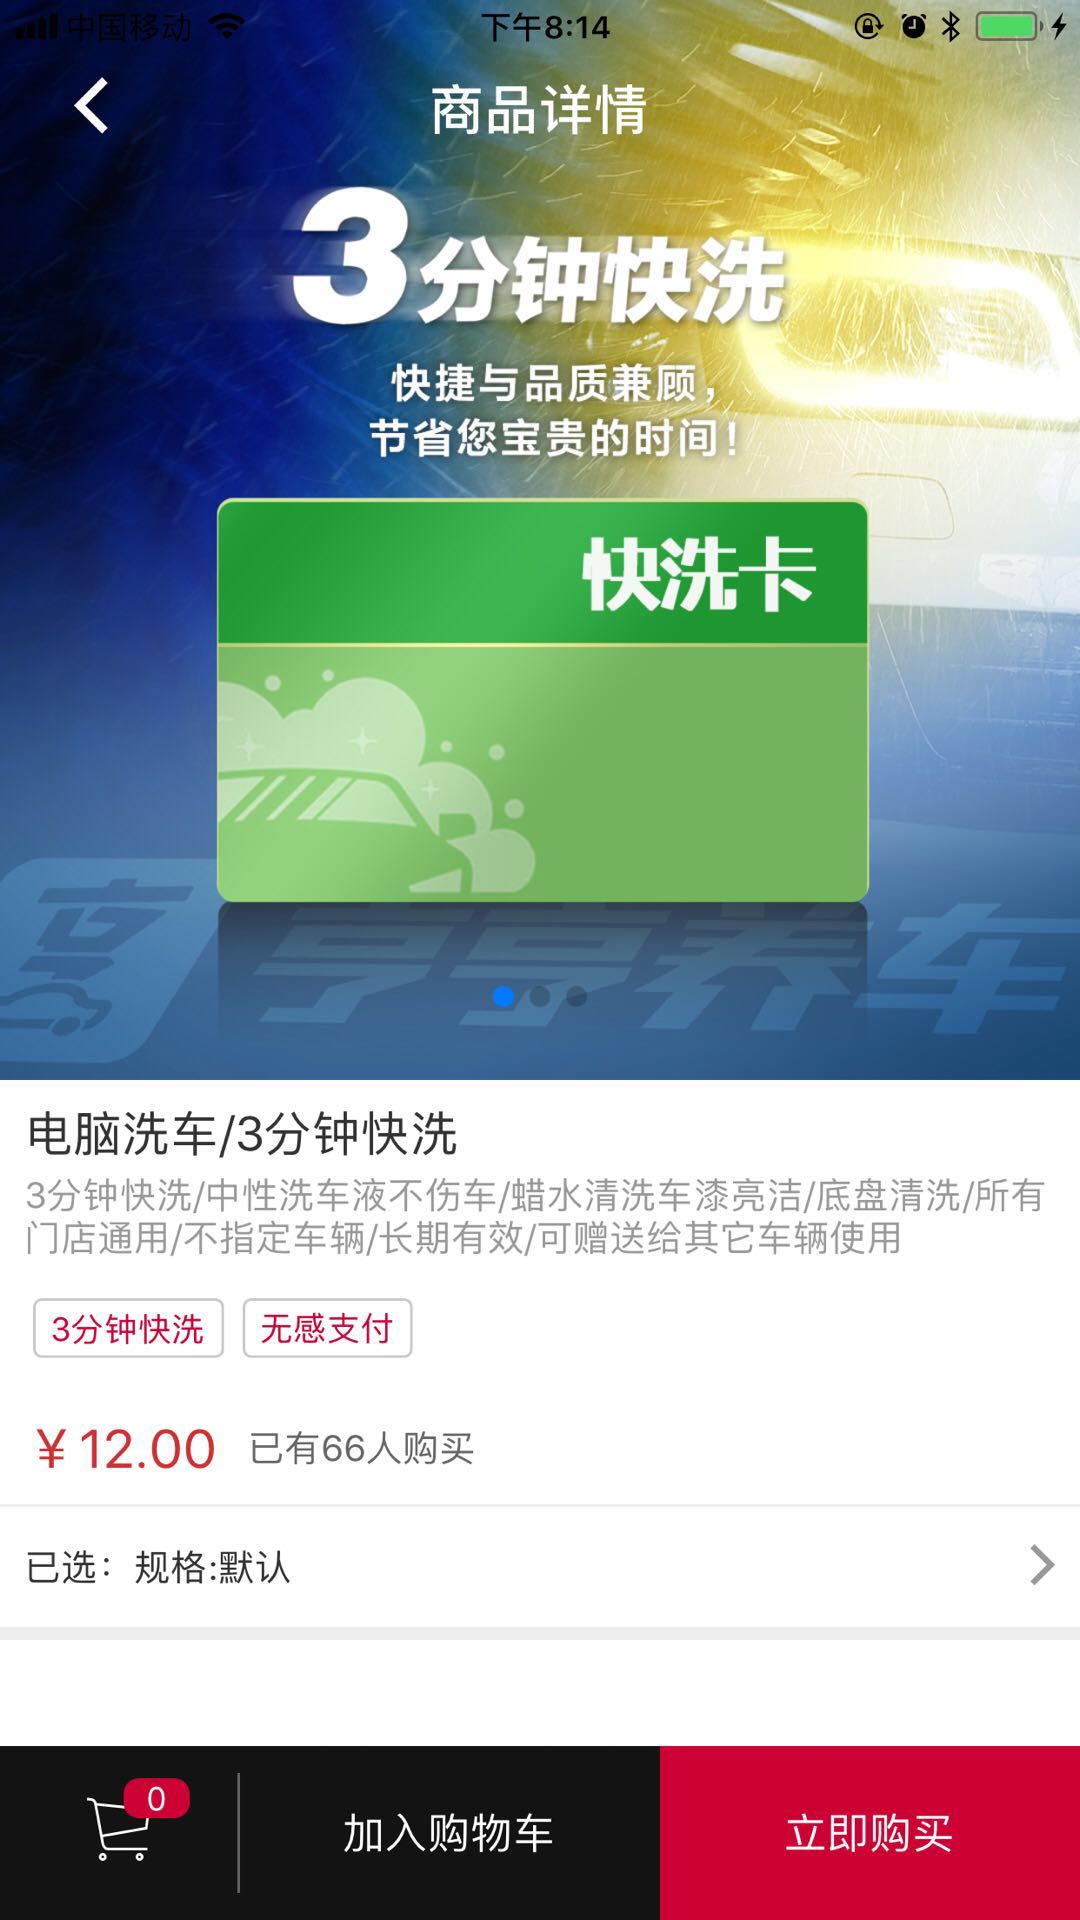 中国移动
下午8:14
商品详情
3分钟快洗
快捷与品质兼顾，
节省您宝贵的时间！
快洗卡
享 享享养车
电脑洗车/3分钟快洗
3分钟快洗/中性洗车液不伤车/蜡水清洗车漆亮洁/底盘清洗/所有
门店通用/不指定车辆/长期有效/可赠送给其它车辆使用
3分钟快洗 无感支付
¥12.00 已有66人购买
已选：规格:默认
0
加入购物车
立即购买